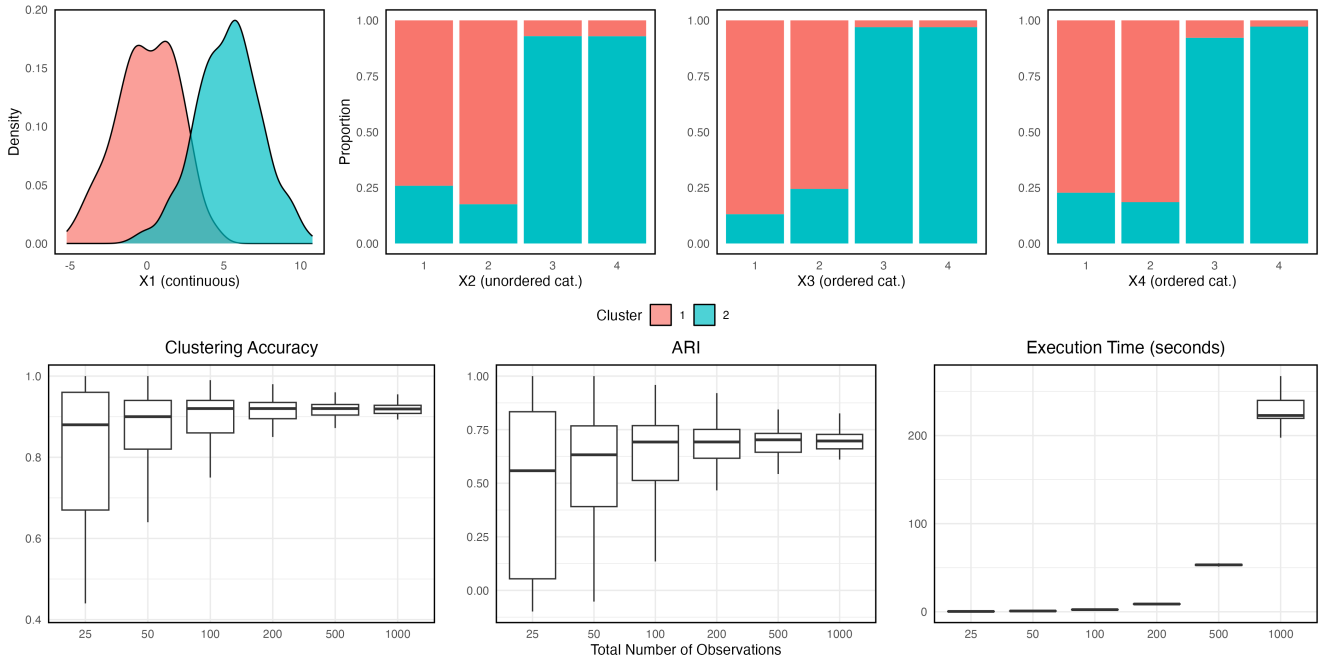 Density
0.20
0.15
0.10
0.05
0.00
-5 0 5 10
X1 (continuous)
Proportion
1.00
0.75
0.50
0.25
0.00
1 2 3 4
X2 (unordered cat.)
1.00
0.75
0.50
0.25
0.00
1 2 3 4
X3 (ordered cat.)
1.00
0.75
0.50
0.25
0.00
1 2 3 4
X4 (ordered cat.)
Cluster 1 2
Clustering Accuracy
1.0
0.8
0.6
0.4
25 50 100 200 500 1000
ARI
1.00
0.75
0.50
0.25
0.00
25 50 100 200 500 1000
Total Number of Observations
Execution Time (seconds)
200
100
0
25 50 100 200 500 1000